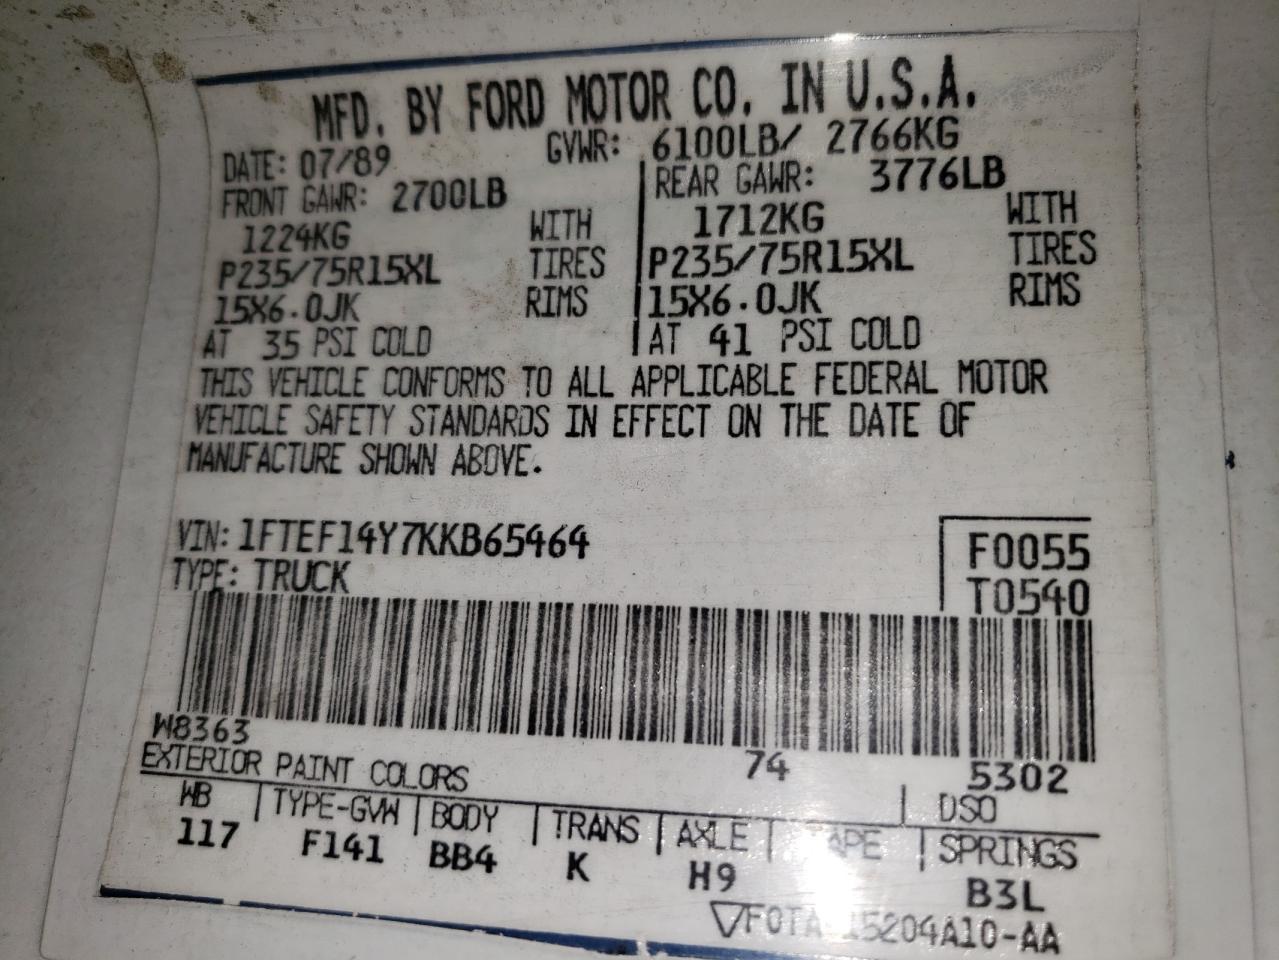 MFD. BY FORD MOTOR CO. IN U.S.A.
DATE: 07/89 GVWR: 6100LB/ 2766KG
FRONT GAWR: 2700LB REAR GAWR: 3776LB
1224KG WITH 1712KG WITH
P235/75R15XL TIRES P235/75R15XL TIRES
15X6.0JK RIMS 15X6.0JK RIMS
AT 35 PSI COLD AT 41 PSI COLD
THIS VEHICLE CONFORMS TO ALL APPLICABLE FEDERAL MOTOR
VEHICLE SAFETY STANDARDS IN EFFECT ON THE DATE OF
MANUFACTURE SHOWN ABOVE.
VIN: 1FTEF14Y7KKB65464 F0055
TYPE: TRUCK T0540
W8363
EXTERIOR PAINT COLORS 74 5302
DSO
WB TYPE-GVW BODY TRANS AXLE SPRINGS
117 F141 BB4 K H9 B3L